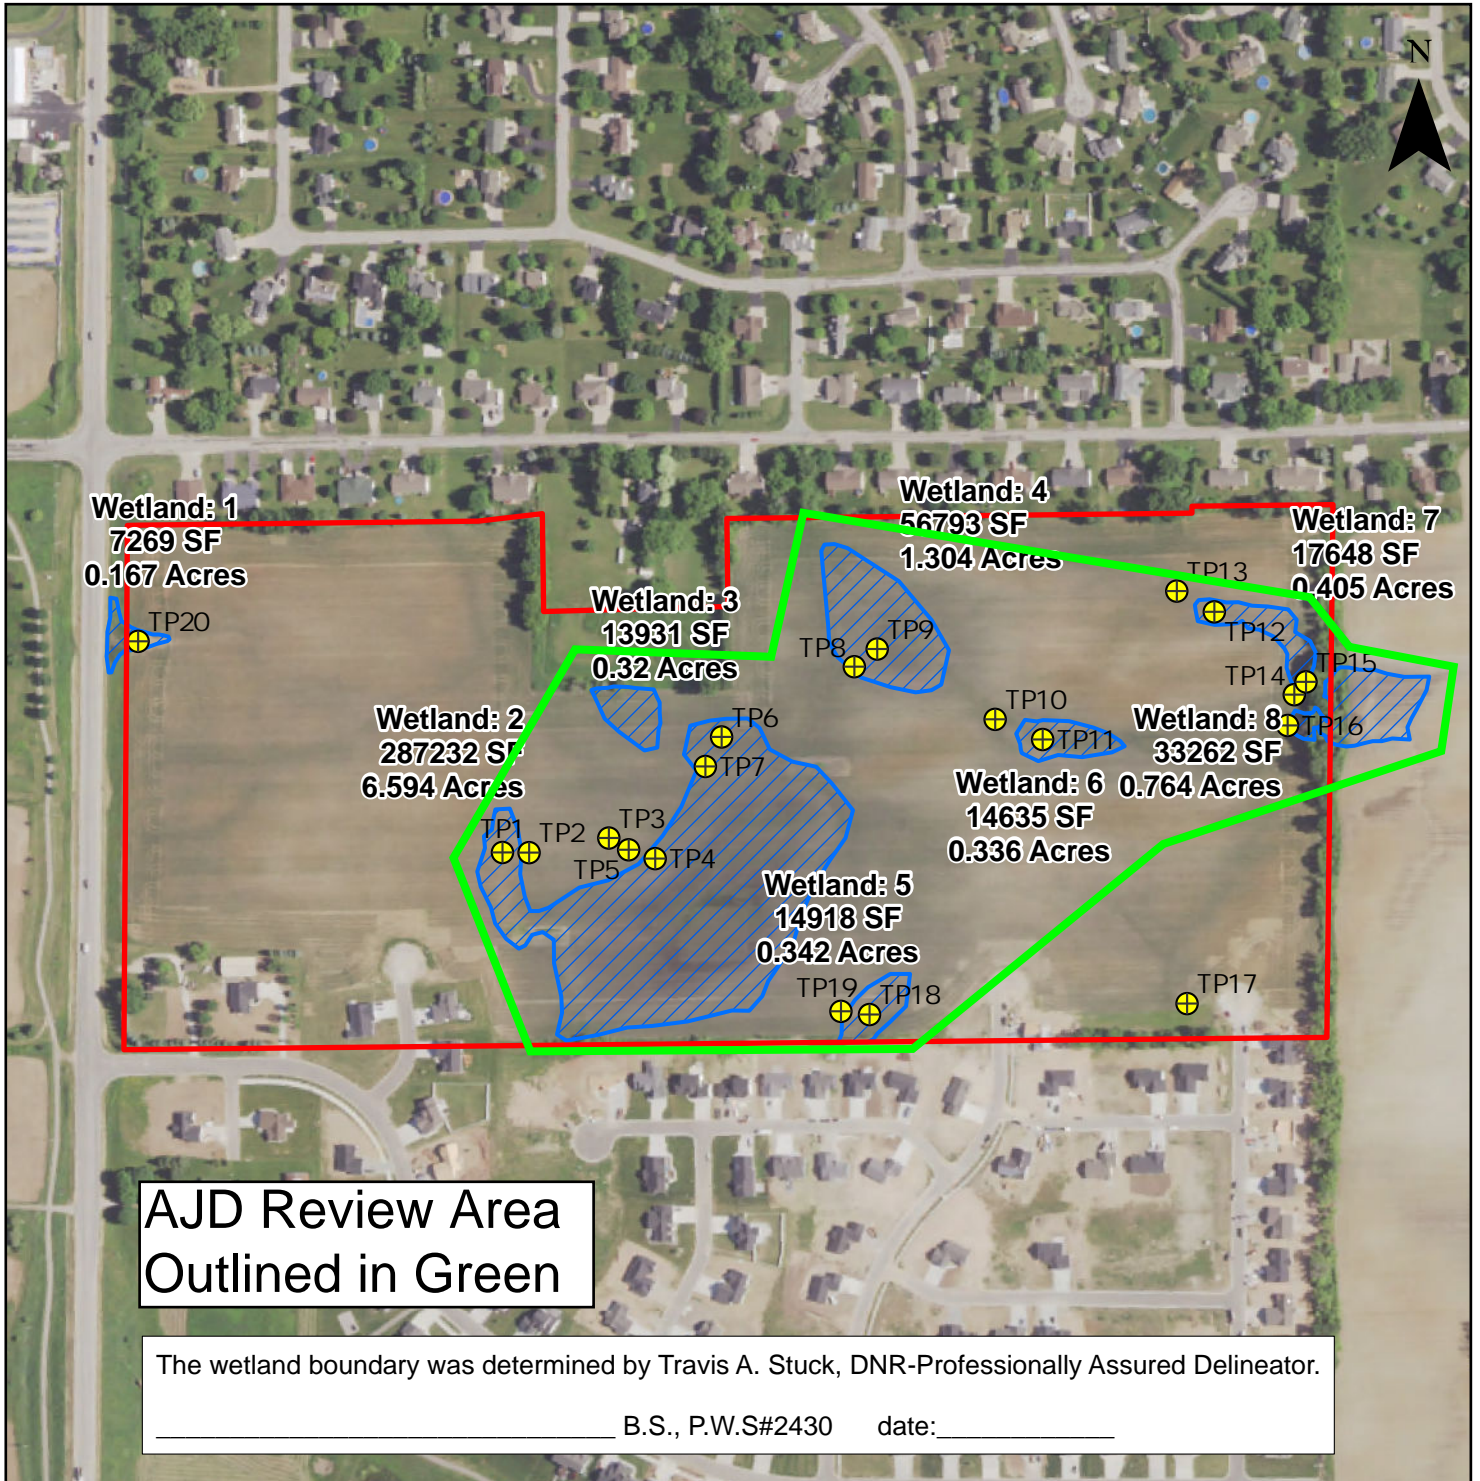 N
Wetland: 1
7269 SF
0.167 Acres
TP20
Wetland: 4
56793 SF
1.304 Acres
Wetland: 7
17648 SF
0.405 Acres
TP13
TP12
Wetland: 3
13931 SF
0.32 Acres
TP8
TP9
TP14
TP15
TP16
Wetland: 2
287232 SF
6.594 Acres
TP6
TP7
TP10
TP11
Wetland: 8
33262 SF
0.764 Acres
Wetland: 6
14635 SF
0.336 Acres
TP1
TP2
TP3
TP5
TP4
Wetland: 5
14918 SF
0.342 Acres
TP19
TP18
TP17
AJD Review Area
Outlined in Green
The wetland boundary was determined by Travis A. Stuck, DNR-Professionally Assured Delineator.
_________________________________ B.S., P.W.S#2430 date:_____________